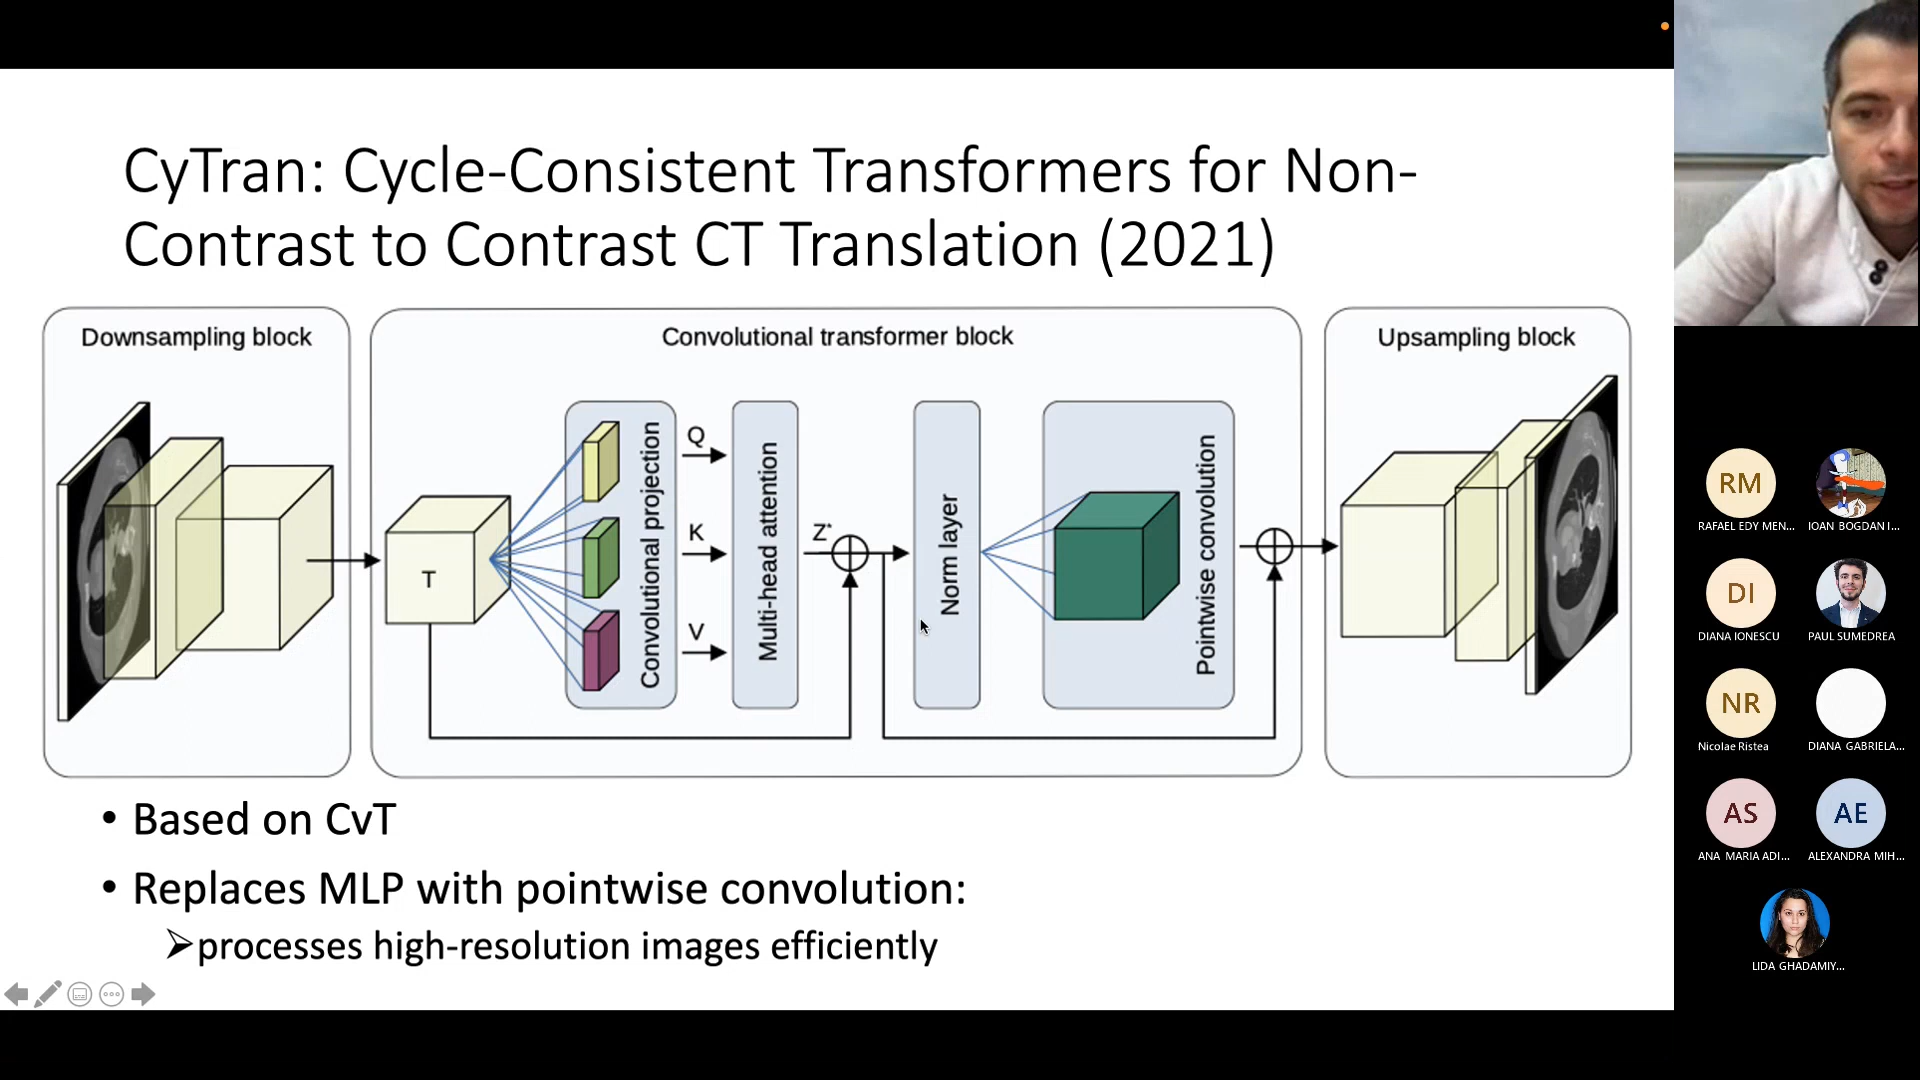 CyTran: Cycle-Consistent Transformers for Non-
Contrast to Contrast CT Translation (2021)
Downsampling block
Convolutional transformer block
Upsampling block
T
Convolutional projection
Q
K
V
Multi-head attention
Z*
Norm layer
Pointwise convolution
• Based on CvT
• Replaces MLP with pointwise convolution:
➢processes high-resolution images efficiently
RM
RAFAEL EDY MEN...
IOAN BOGDAN I...
DI
DIANA IONESCU
PAUL SUMEDREA
NR
Nicolae Ristea
DIANA GABRIELA...
AS
ANA MARIA ADI...
AE
ALEXANDRA MIH...
LIDA GHADAMIY...